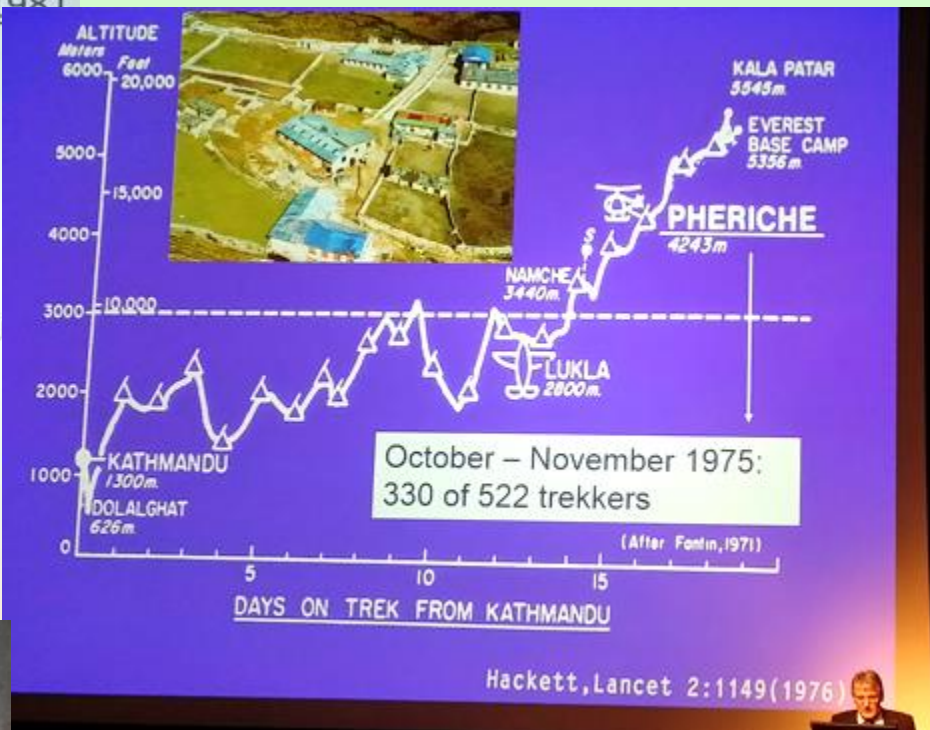 1981
ALTITUDE
Meters Feet
6000
20,000
5000
15,000
4000
3000
10,000
2000
1000
0
KALA PATAR
5545m.
EVEREST
BASE CAMP
5356m.
PHERICHE
4243m
S
NAMCHE
3440m.
LUKLA
2800m.
KATHMANDU
1300m.
DOLALGHAT
626m.
October – November 1975:
330 of 522 trekkers
(After Fantin,1971)
5 10 15
DAYS ON TREK FROM KATHMANDU
Hackett,Lancet 2:1149(1976)